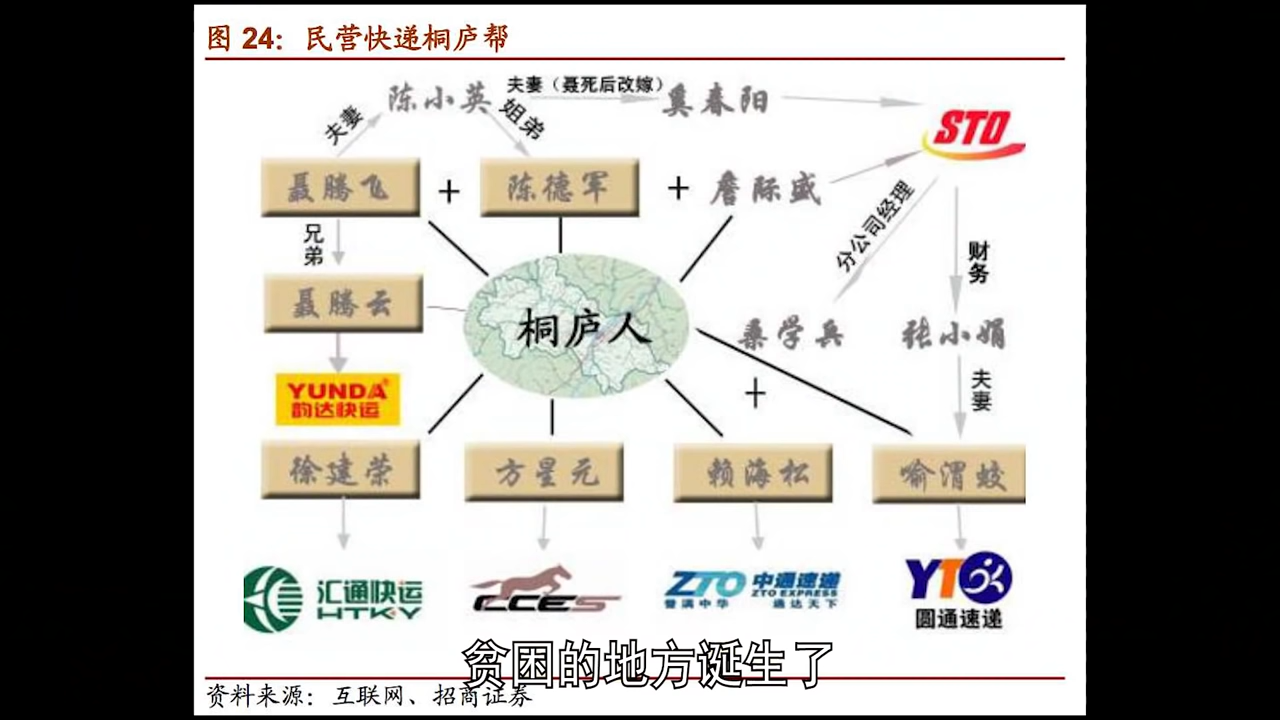 图 24： 民营快递桐庐帮
陈小英
夫妻（聂死后改嫁）
奚春阳
夫妻
姐弟
STO
聂腾飞
+
陈德军
+
詹际盛
兄弟
分公司经理
财务
聂腾云
桐庐人
桑学兵
张小娟
YUNDA
韵达快运
+
夫妻
徐建荣
方星元
赖海松
喻渭蛟
汇通快运
HTKY
CCES
ZTO 中通速递
ZTO EXPRESS
誉满中华 通达天下
YTO
圆通速递
贫困的地方诞生了
资料来源：互联网、招商证券